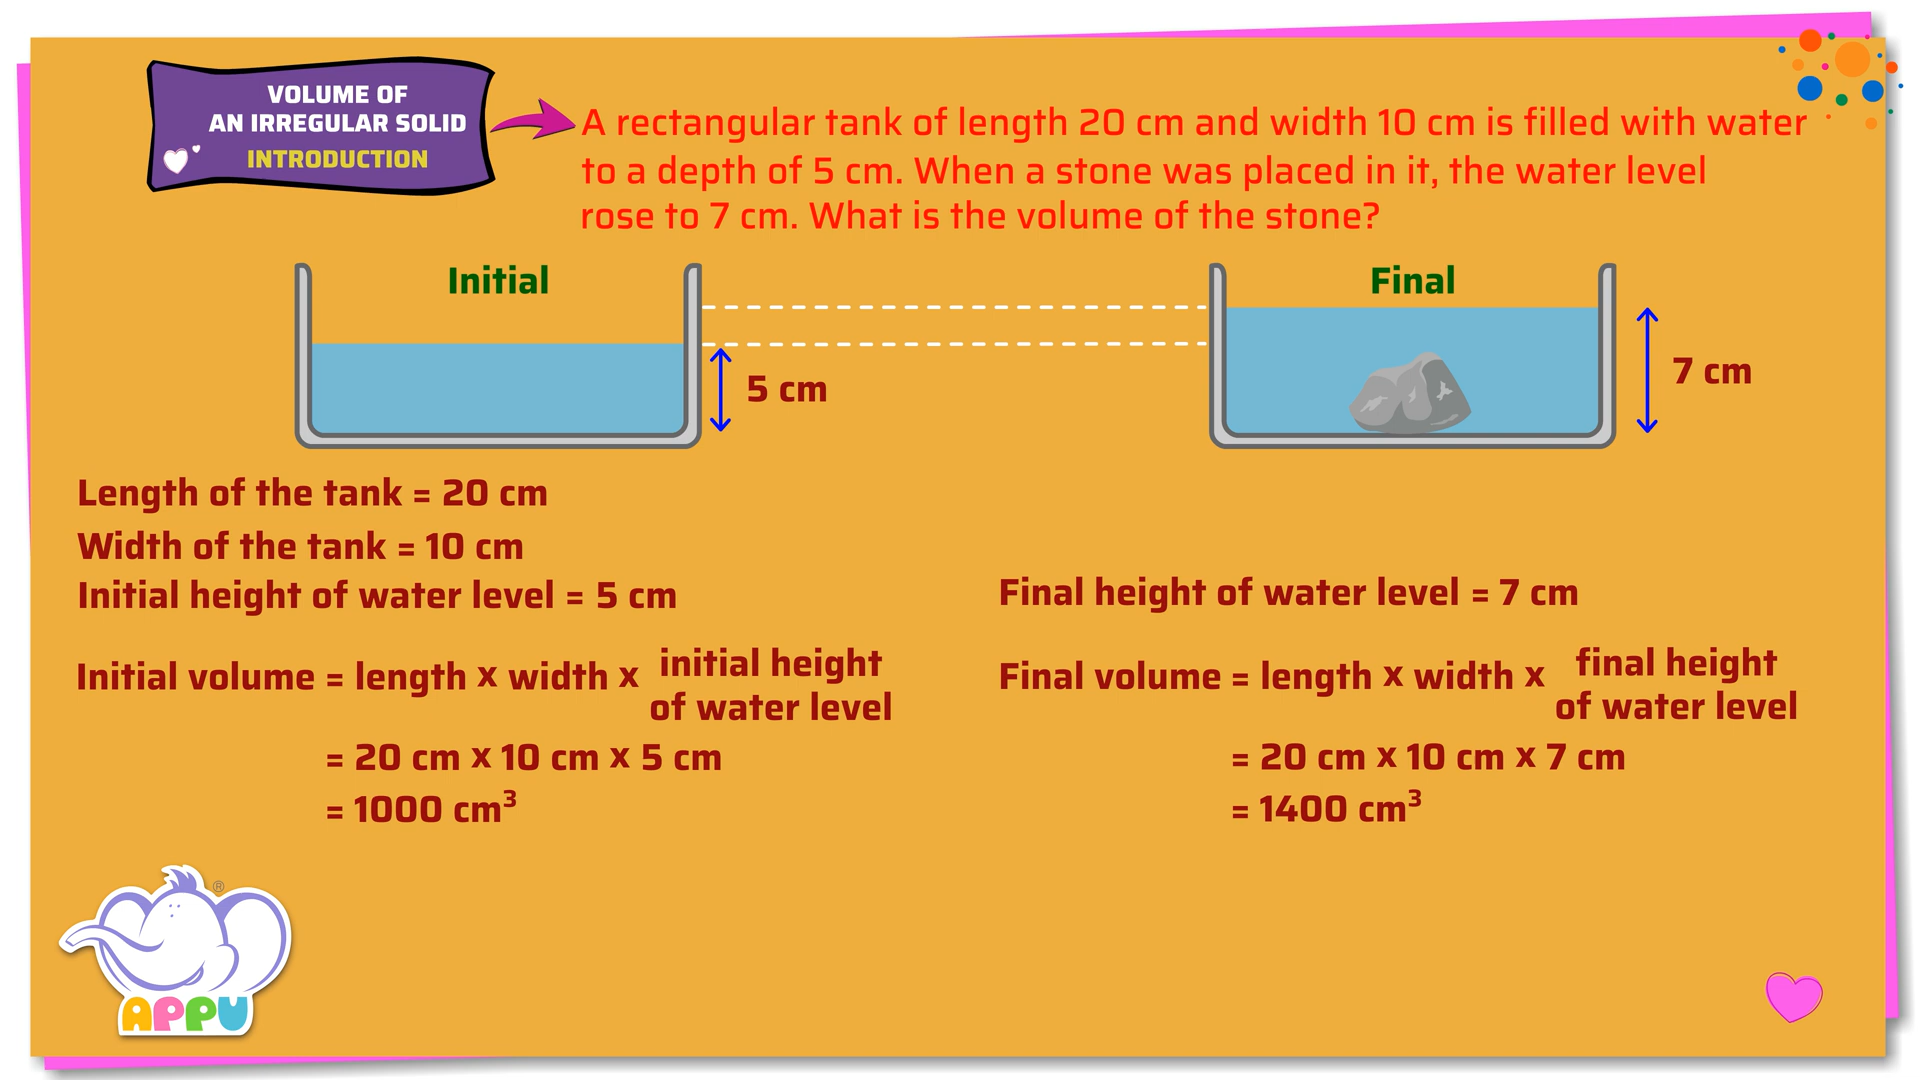 VOLUME OF
AN IRREGULAR SOLID
INTRODUCTION
A rectangular tank of length 20 cm and width 10 cm is filled with water
to a depth of 5 cm. When a stone was placed in it, the water level
rose to 7 cm. What is the volume of the stone?
Initial
Final
5 cm
7 cm
Length of the tank = 20 cm
Width of the tank = 10 cm
Initial height of water level = 5 cm
Initial volume = length x width x initial height
of water level
= 20 cm x 10 cm x 5 cm
= 1000 cm³
Final height of water level = 7 cm
Final volume = length x width x final height
of water level
= 20 cm x 10 cm x 7 cm
= 1400 cm³
®
APPU